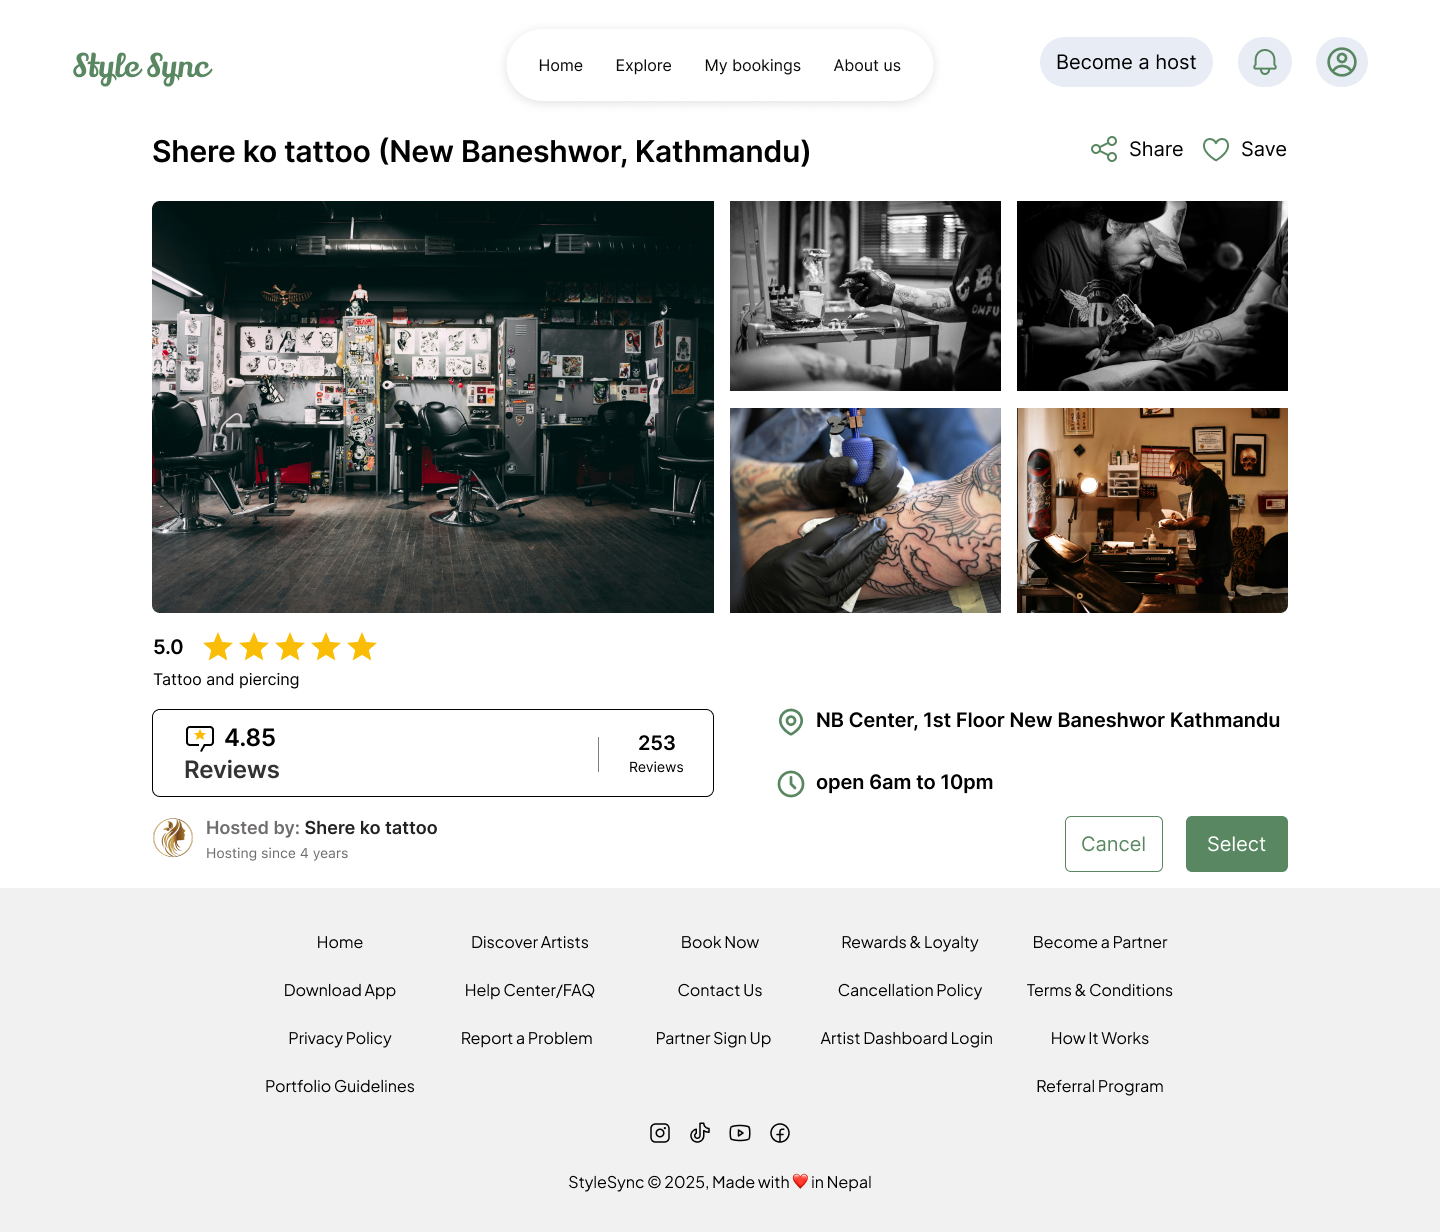 Style Sync
Home
Explore
My bookings
About us
Become a host
Shere ko tattoo (New Baneshwor, Kathmandu)
Share
Save
5.0
Tattoo and piercing
4.85
Reviews
253
Reviews
NB Center, 1st Floor New Baneshwor Kathmandu
open 6am to 10pm
Hosted by: Shere ko tattoo
Hosting since 4 years
Cancel
Select
Home
Discover Artists
Book Now
Rewards & Loyalty
Become a Partner
Download App
Help Center/FAQ
Contact Us
Cancellation Policy
Terms & Conditions
Privacy Policy
Report a Problem
Partner Sign Up
Artist Dashboard Login
How It Works
Portfolio Guidelines
Referral Program
StyleSync © 2025, Made with ❤️ in Nepal